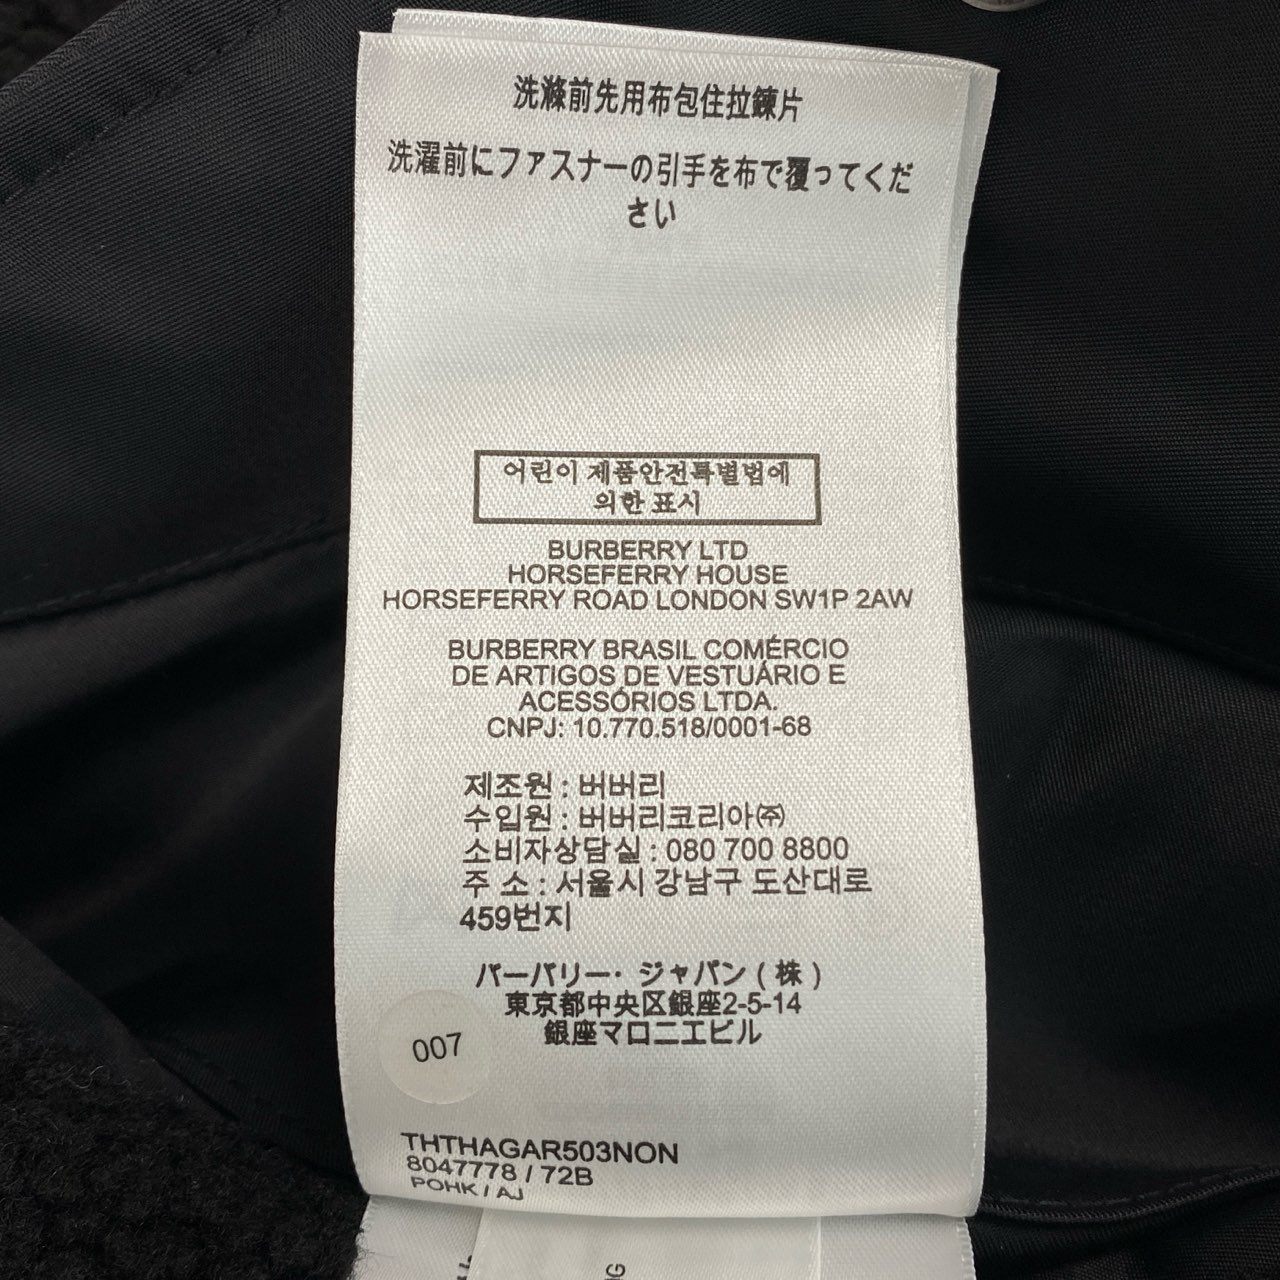 洗滌前先用布包住拉鍊片
洗濯前にファスナーの引手を布で覆ってくだ
さい
어린이 제품안전특별법에
의한 표시
BURBERRY LTD
HORSEFERRY HOUSE
HORSEFERRY ROAD LONDON SW1P 2AW
BURBERRY BRASIL COMÉRCIO
DE ARTIGOS DE VESTUÁRIO E
ACESSÓRIOS LTDA.
CNPJ: 10.770.518/0001-68
제조원 : 버버리
수입원 : 버버리코리아㈜
소비자상담실 : 080 700 8800
주 소 : 서울시 강남구 도산대로
459번지
バーバリー・ジャパン ( 株 )
東京都中央区銀座2-5-14
銀座マロニエビル
007
THTHAGAR503NON
8047778 / 72B
POHK / AJ